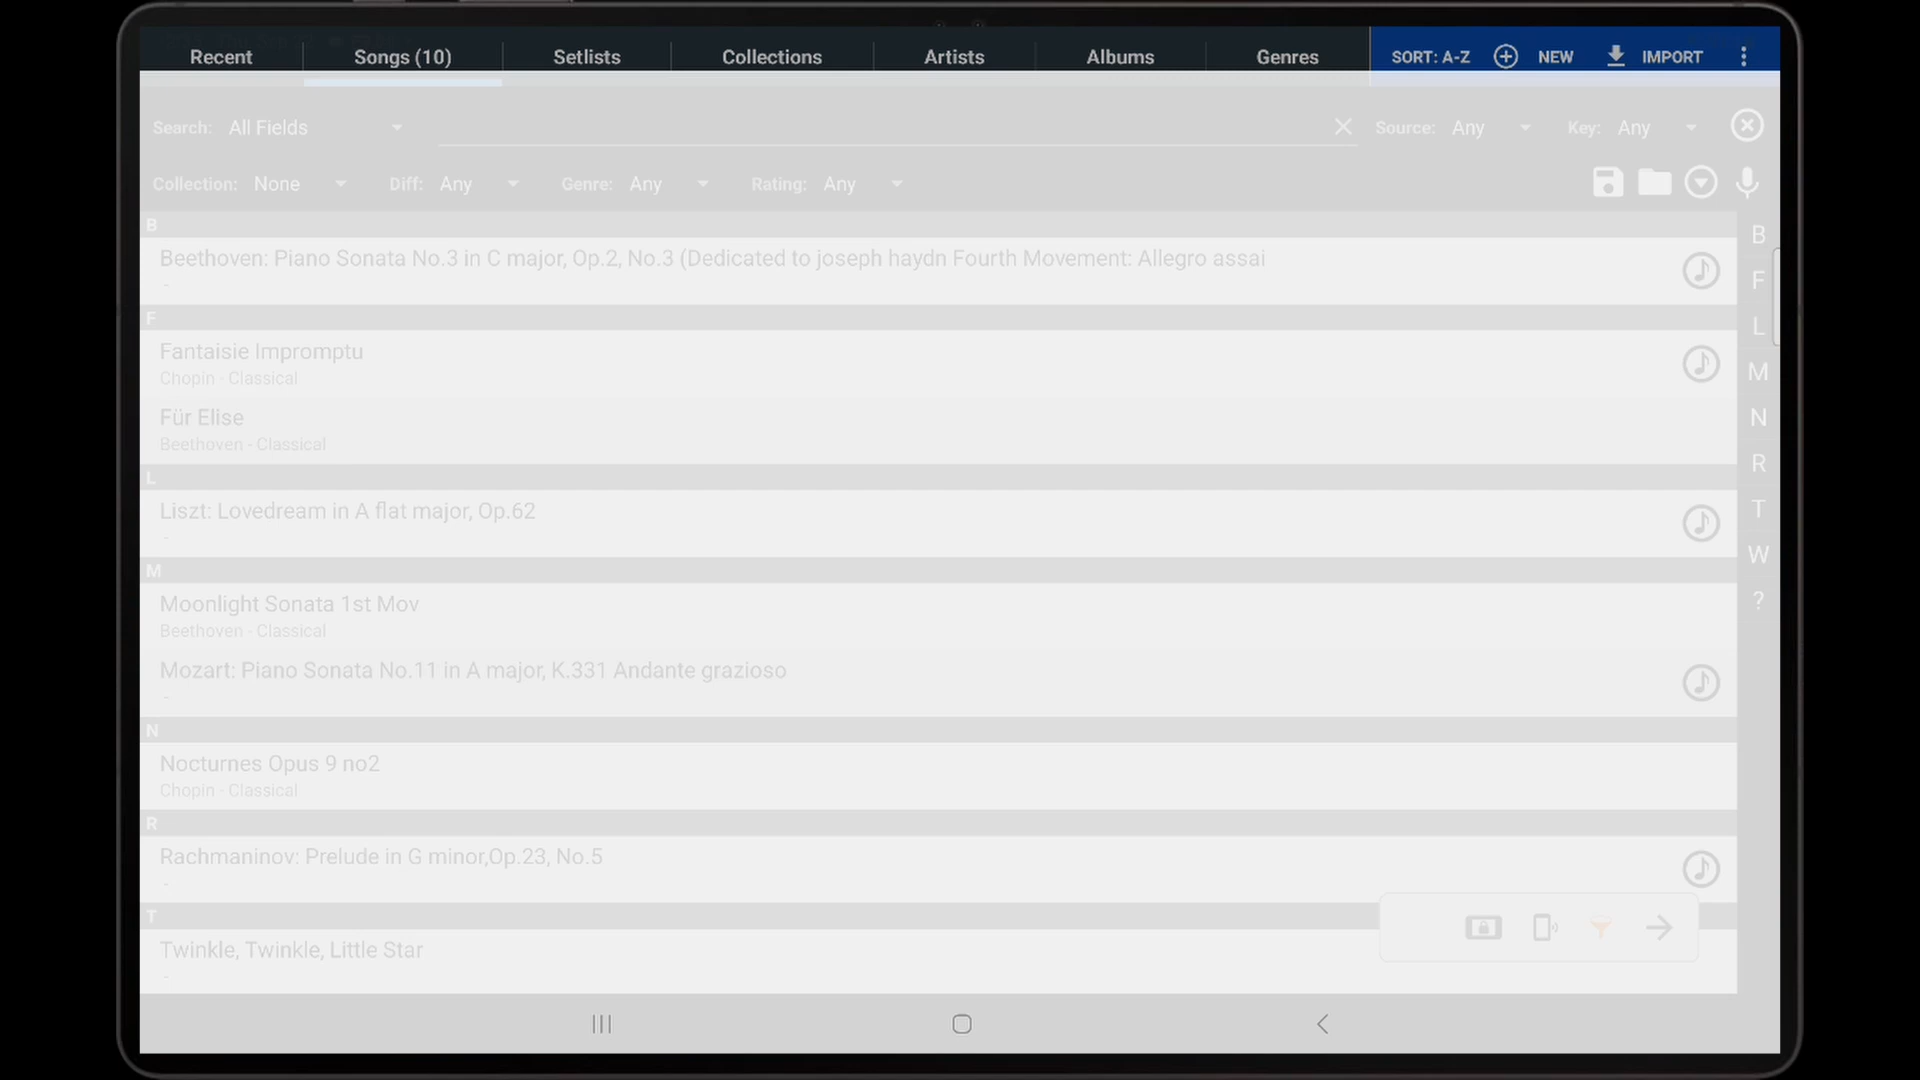 Recent Songs (10) Setlists Collections Artists Albums Genres SORT: A-Z NEW IMPORT
Search: All Fields Source: Any Key: Any
Collection: None Diff: Any Genre: Any Rating: Any
B
Beethoven: Piano Sonata No.3 in C major, Op.2, No.3 (Dedicated to joseph haydn Fourth Movement: Allegro assai
-
F
Fantaisie Impromptu
Chopin - Classical
Für Elise
Beethoven - Classical
L
Liszt: Lovedream in A flat major, Op.62
-
M
Moonlight Sonata 1st Mov
Beethoven - Classical
Mozart: Piano Sonata No.11 in A major, K.331 Andante grazioso
-
N
Nocturnes Opus 9 no2
Chopin - Classical
R
Rachmaninov: Prelude in G minor,Op.23, No.5
-
T
Twinkle, Twinkle, Little Star
-
B
F
L
M
N
R
T
W
?